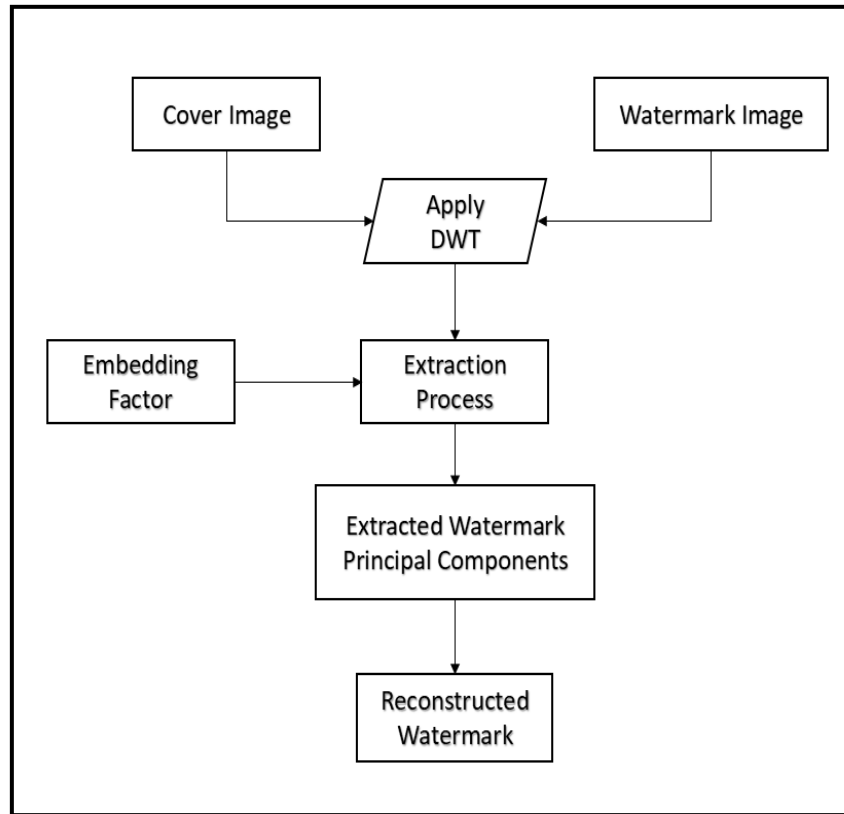 Cover Image
Watermark Image
Apply
DWT
Embedding
Factor
Extraction
Process
Extracted Watermark
Principal Components
Reconstructed
Watermark